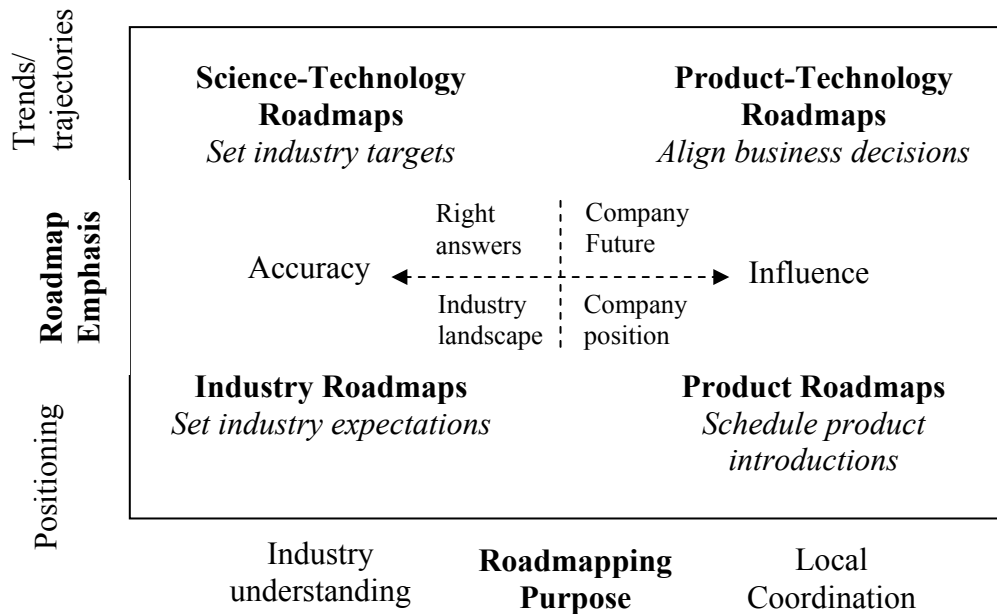 Trends/
trajectories
Science-Technology
Roadmaps
Set industry targets
Product-Technology
Roadmaps
Align business decisions
Roadmap
Emphasis
Right
answers
Company
Future
Accuracy
Influence
Industry
landscape
Company
position
Positioning
Industry Roadmaps
Set industry expectations
Product Roadmaps
Schedule product
introductions
Industry
understanding
Roadmapping
Purpose
Local
Coordination